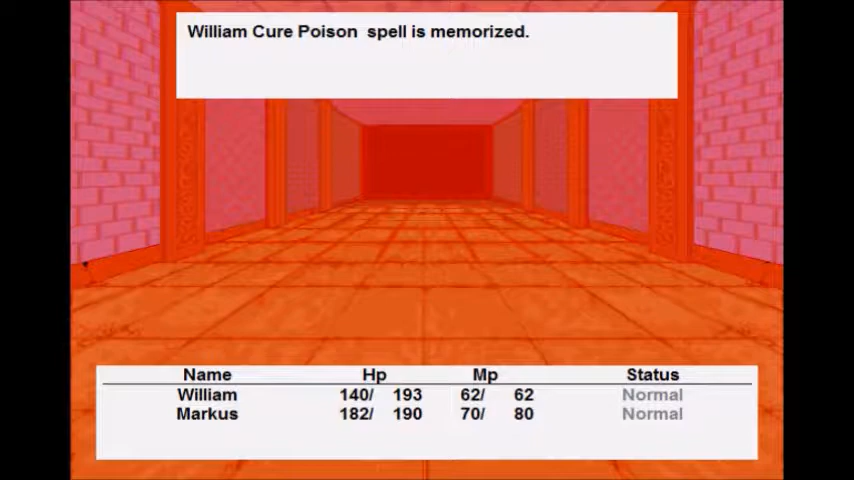 William Cure Poison spell is memorized.
Name Hp Mp Status
William 140/ 193 62/ 62 Normal
Markus 182/ 190 70/ 80 Normal